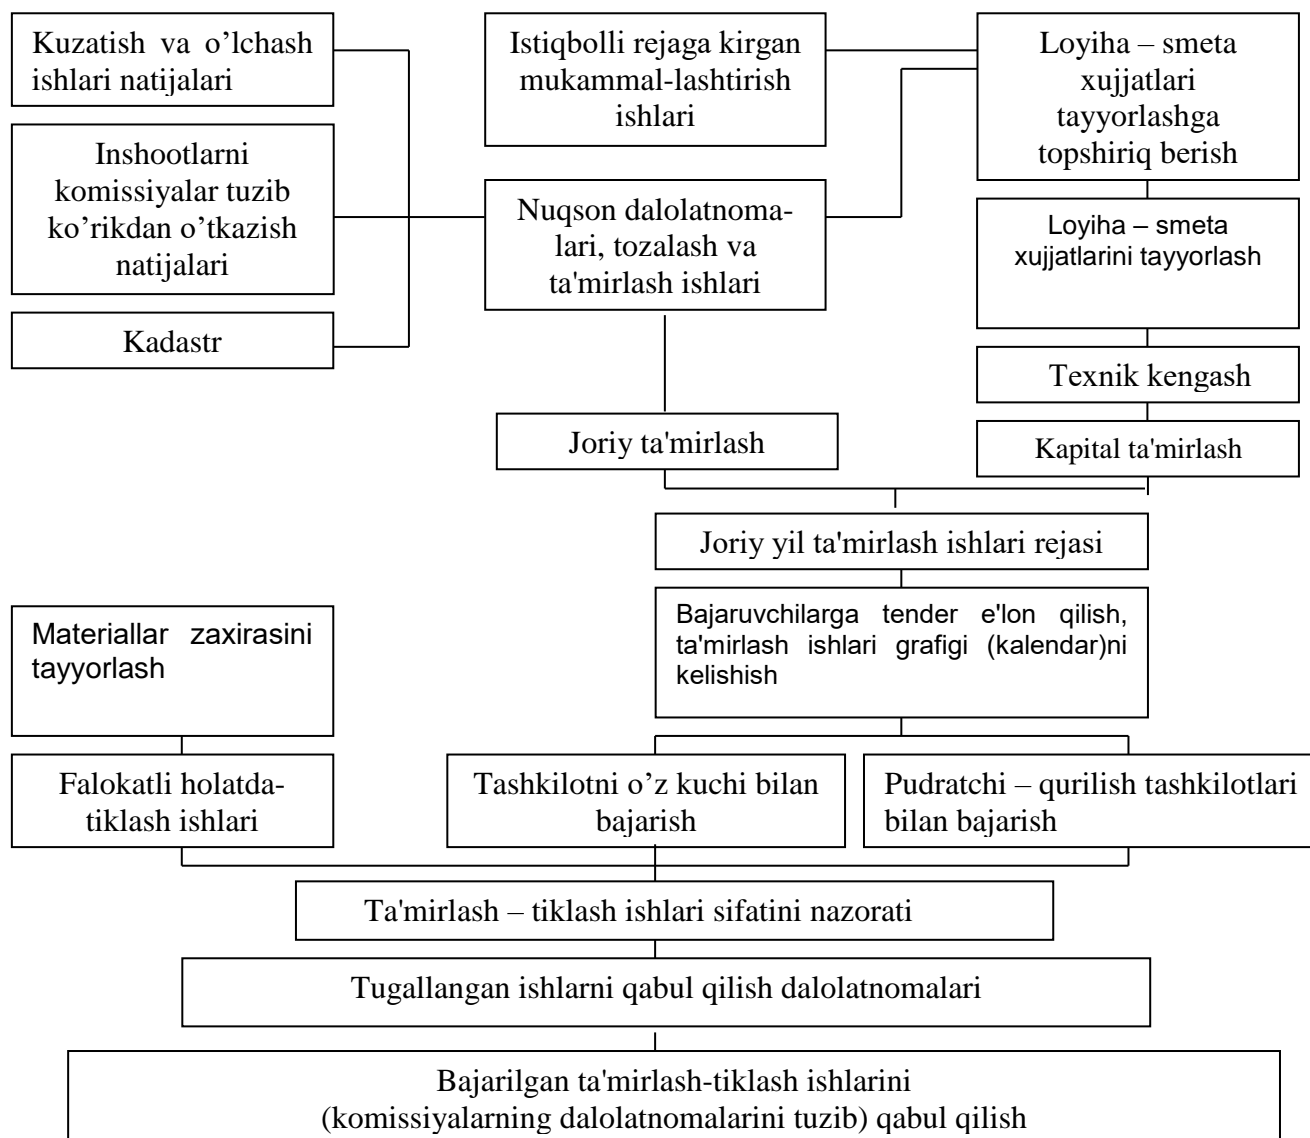 Kuzatish va o’lchash
ishlari natijalari
Istiqbolli rejaga kirgan
mukammal-lashtirish
ishlari
Loyiha – smeta
xujjatlari
tayyorlashga
topshiriq berish
Inshootlarni
komissiyalar tuzib
ko’rikdan o’tkazish
natijalari
Nuqson dalolatnoma-
lari, tozalash va
ta'mirlash ishlari
Loyiha – smeta
xujjatlarini tayyorlash
Kadastr
Texnik kengash
Joriy ta'mirlash
Kapital ta'mirlash
Joriy yil ta'mirlash ishlari rejasi
Materiallar zaxirasini
tayyorlash
Bajaruvchilarga tender e'lon qilish,
ta'mirlash ishlari grafigi (kalendar)ni
kelishish
Falokatli holatda-
tiklash ishlari
Tashkilotni o’z kuchi bilan
bajarish
Pudratchi – qurilish tashkilotlari
bilan bajarish
Ta'mirlash – tiklash ishlari sifatini nazorati
Tugallangan ishlarni qabul qilish dalolatnomalari
Bajarilgan ta'mirlash-tiklash ishlarini
(komissiyalarning dalolatnomalarini tuzib) qabul qilish